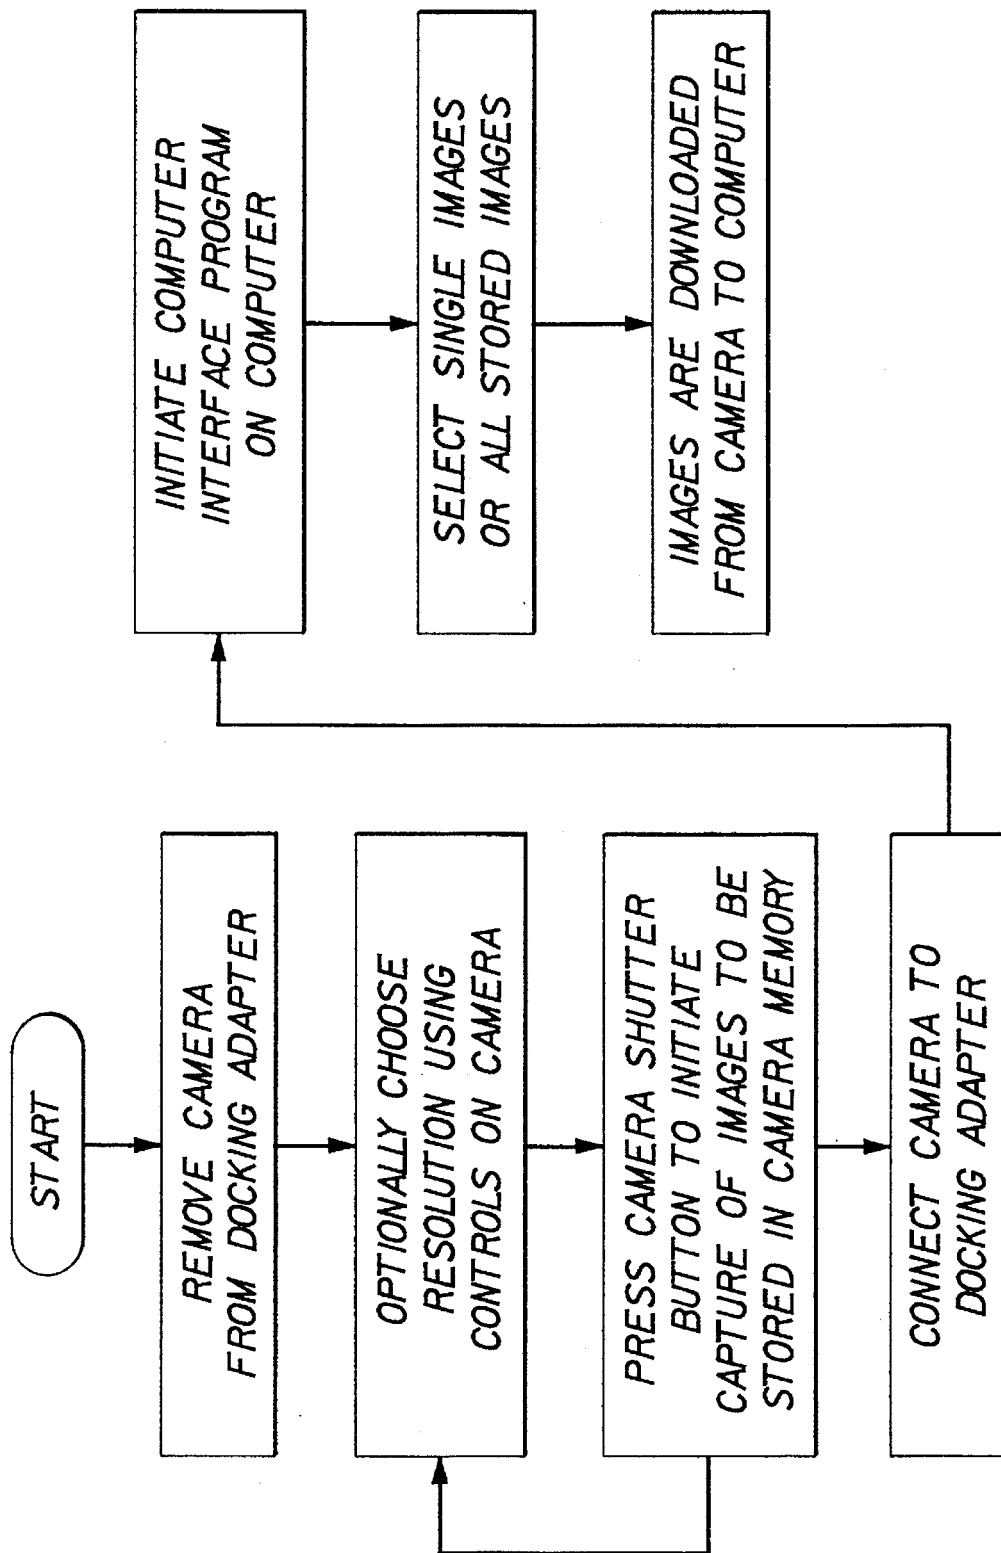 START
REMOVE CAMERA
FROM DOCKING ADAPTER
OPTIONALLY CHOOSE
RESOLUTION USING
CONTROLS ON CAMERA
PRESS CAMERA SHUTTER
BUTTON TO INITIATE
CAPTURE OF IMAGES TO BE
STORED IN CAMERA MEMORY
CONNECT CAMERA TO
DOCKING ADAPTER
INITIATE COMPUTER
INTERFACE PROGRAM
ON COMPUTER
SELECT SINGLE IMAGES
OR ALL STORED IMAGES
IMAGES ARE DOWNLOADED
FROM CAMERA TO COMPUTER